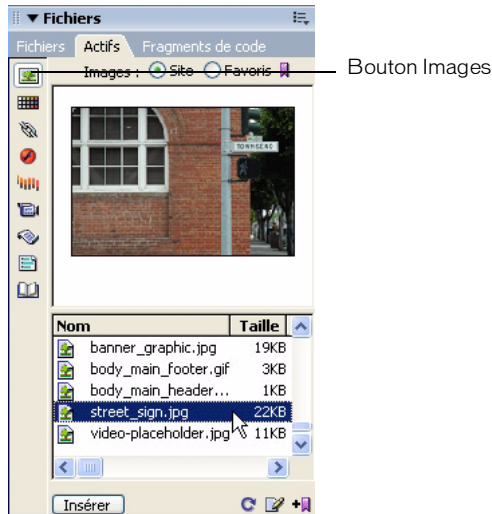 Fichiers
Fichiers Actifs Fragments de code
Images : Site Favoris
Bouton Images
TOWNSEND
Nom Taille
banner_graphic.jpg 19KB
body_main_footer.gif 3KB
body_main_header... 1KB
street_sign.jpg 22KB
video-placeholder.jpg 11KB
Insérer